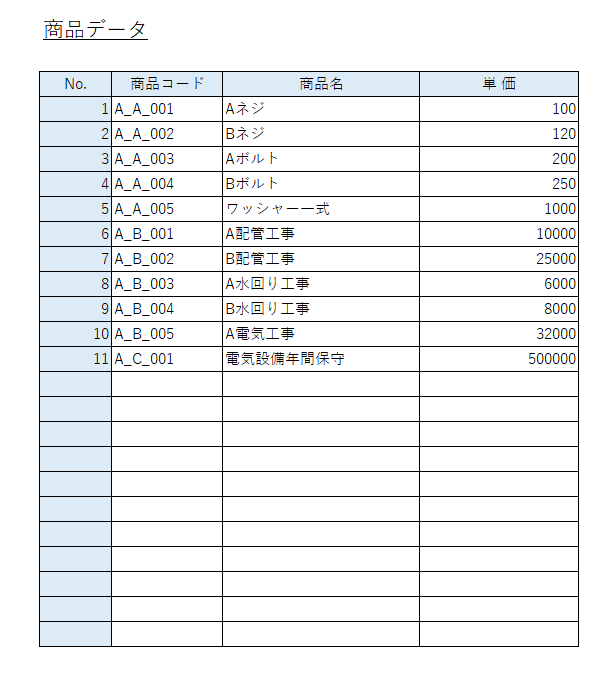 商品データ
No. 商品コード 商品名 単 価
1 A_A_001 Aネジ 100
2 A_A_002 Bネジ 120
3 A_A_003 Aボルト 200
4 A_A_004 Bボルト 250
5 A_A_005 ワッシャー一式 1000
6 A_B_001 A配管工事 10000
7 A_B_002 B配管工事 25000
8 A_B_003 A水回り工事 6000
9 A_B_004 B水回り工事 8000
10 A_B_005 A電気工事 32000
11 A_C_001 電気設備年間保守 500000